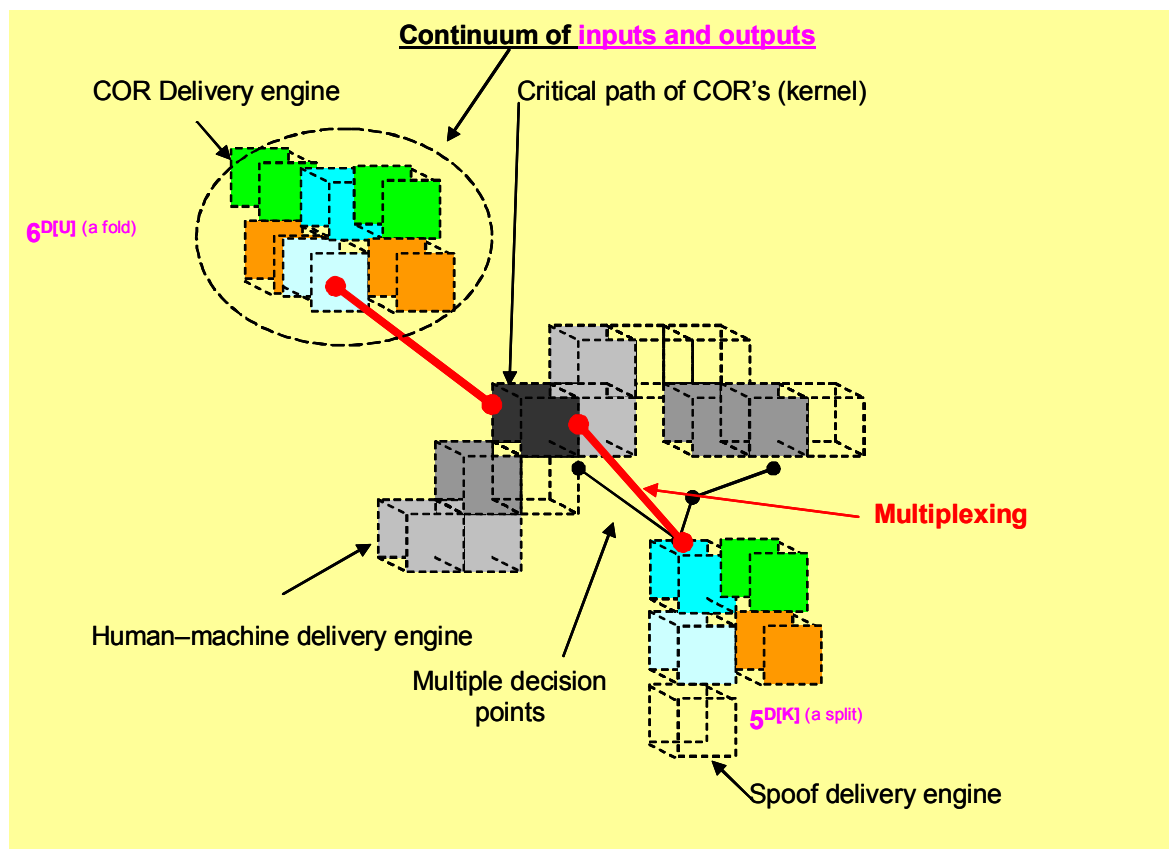 Continuum of inputs and outputs
COR Delivery engine
Critical path of COR’s (kernel)
6D[U] (a fold)
Multiplexing
Human–machine delivery engine
Multiple decision
points
5D[K] (a split)
Spoof delivery engine